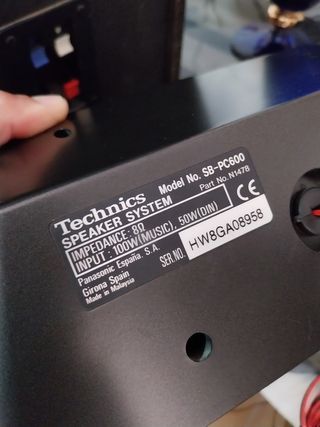 Technics Model No. SB-PC600
SPEAKER SYSTEM Part No. N1478
IMPEDANCE: 8Ω
INPUT : 100W(MUSIC), 50W(DIN) CE
Panasonic España, S.A.
Girona Spain SER.NO. HW8GA08958
Made in Malaysia